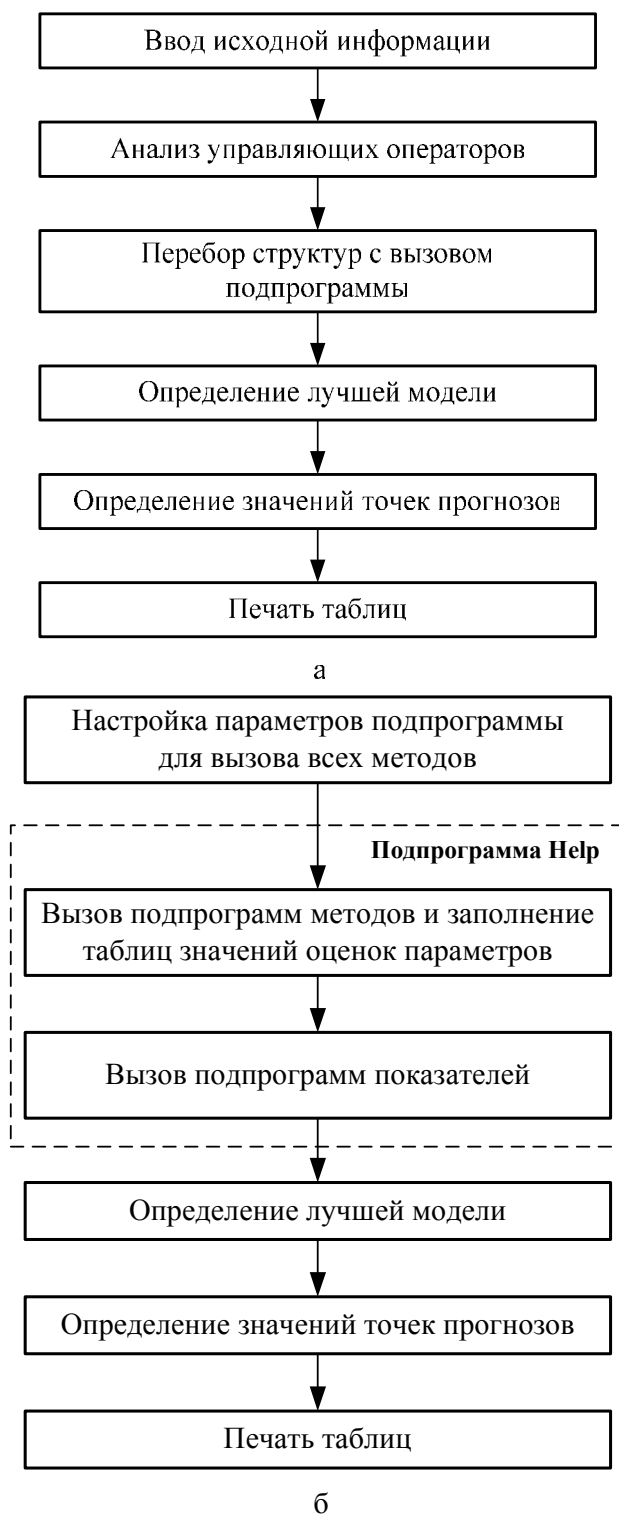 Ввод исходной информации
Анализ управляющих операторов
Перебор структур с вызовом
подпрограммы
Определение лучшей модели
Определение значений точек прогнозов
Печать таблиц
а
Настройка параметров подпрограммы
для вызова всех методов
Подпрограмма Help
Вызов подпрограмм методов и заполнение
таблиц значений оценок параметров
Вызов подпрограмм показателей
Определение лучшей модели
Определение значений точек прогнозов
Печать таблиц
б